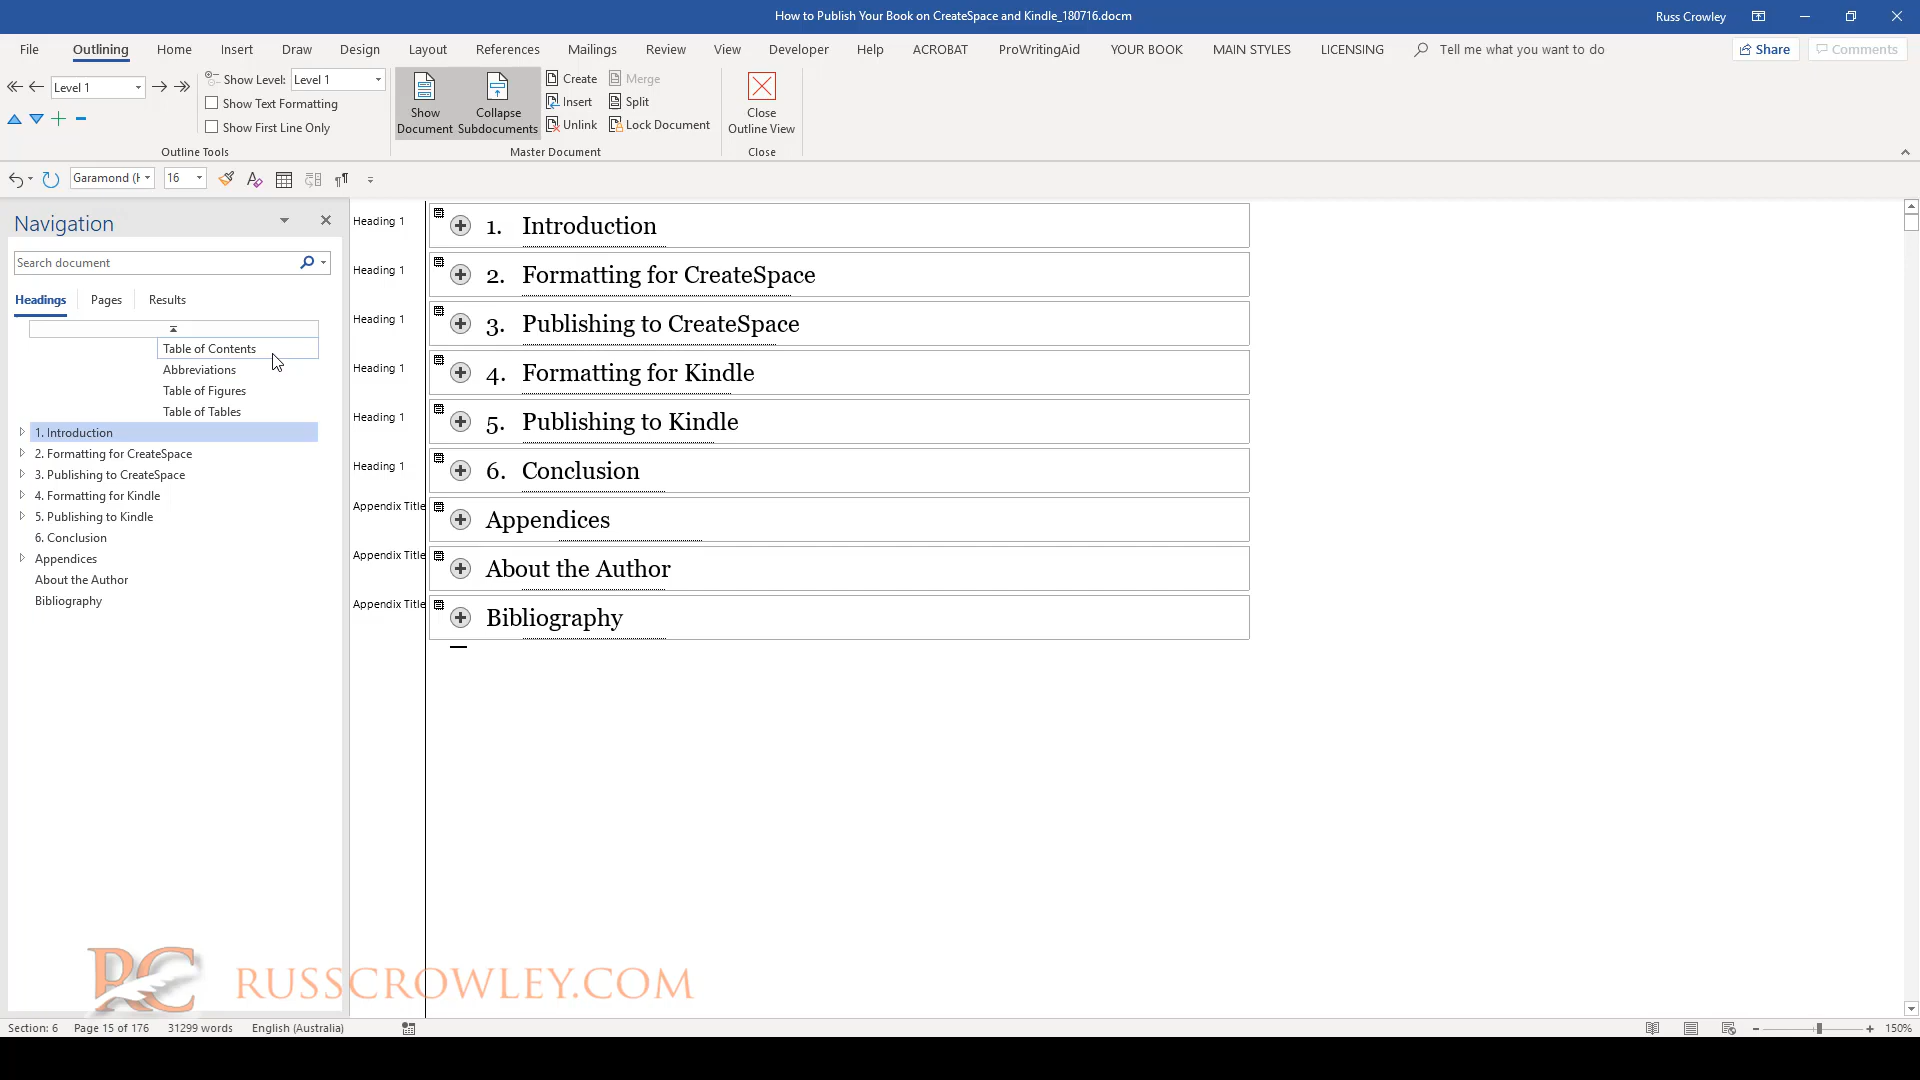 How to Publish Your Book on CreateSpace and Kindle_180716.docm
Russ Crowley
File Outlining Home Insert Draw Design Layout References Mailings Review View Developer Help ACROBAT ProWritingAid YOUR BOOK MAIN STYLES LICENSING Tell me what you want to do Share Comments
Level 1
Show Level: Level 1
Show Text Formatting
Show First Line Only
Outline Tools
Show Document
Collapse Subdocuments
Create Merge
Insert Split
Unlink Lock Document
Master Document
Close Outline View
Close
Garamond (H 16
Navigation
Search document
Headings Pages Results
Table of Contents
Abbreviations
Table of Figures
Table of Tables
1. Introduction
2. Formatting for CreateSpace
3. Publishing to CreateSpace
4. Formatting for Kindle
5. Publishing to Kindle
6. Conclusion
Appendices
About the Author
Bibliography
Heading 1 1. Introduction
Heading 1 2. Formatting for CreateSpace
Heading 1 3. Publishing to CreateSpace
Heading 1 4. Formatting for Kindle
Heading 1 5. Publishing to Kindle
Heading 1 6. Conclusion
Appendix Title Appendices
Appendix Title About the Author
Appendix Title Bibliography
RC RUSSCROWLEY.COM
Section: 6 Page 15 of 176 31299 words English (Australia) 150%